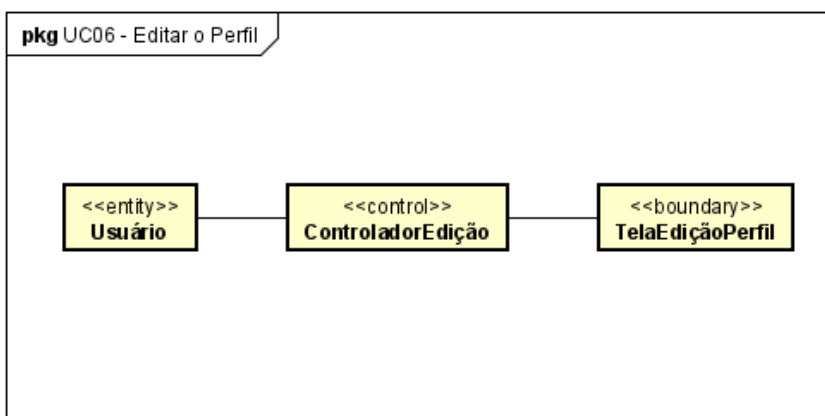 pkg UC06 - Editar o Perfil
<<entity>>
Usuário
<<control>>
ControladorEdição
<<boundary>>
TelaEdiçãoPerfil